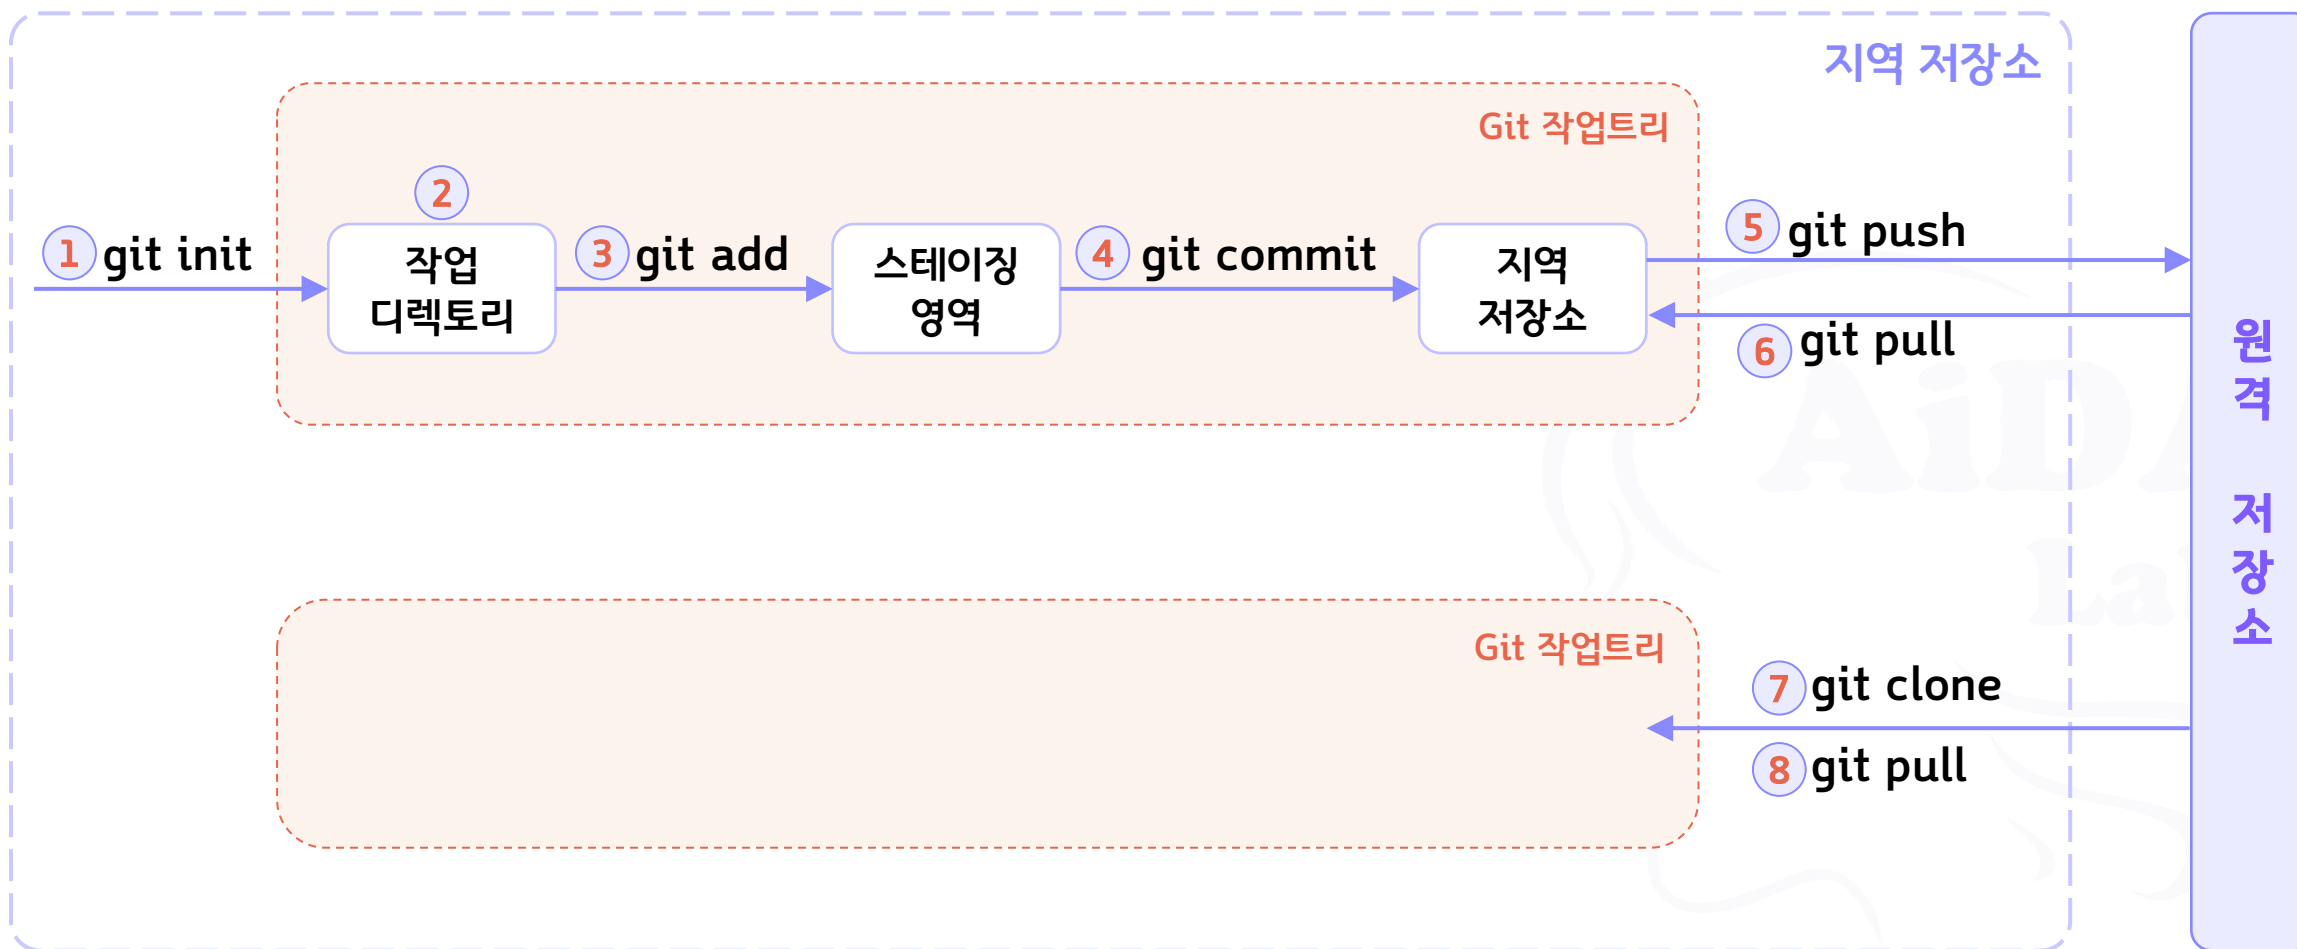 지역 저장소
Git 작업트리
① git init
②
작업
디렉토리
③ git add
스테이징
영역
④ git commit
지역
저장소
⑤ git push
⑥ git pull
원격 저장소
Git 작업트리
⑦ git clone
⑧ git pull